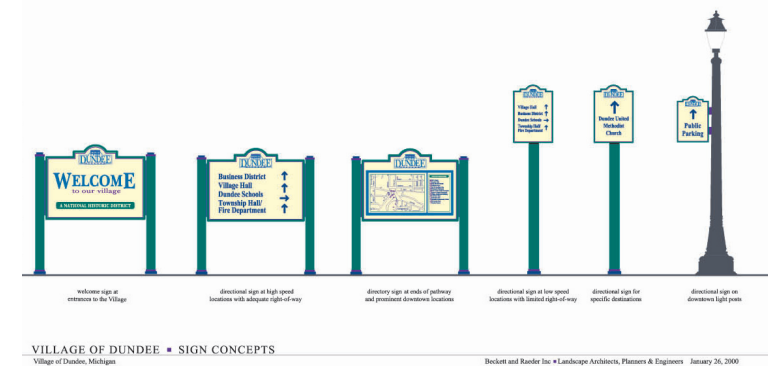 DUNDEE
WELCOME
to our village
A NATIONAL HISTORIC DISTRICT
DUNDEE
Business District
Village Hall
Dundee Schools
Township Hall/
Fire Department
DUNDEE
DUNDEE
Village Hall
Business District
Dundee Schools
Township Hall/
Fire Department
DUNDEE
Dundee United
Methodist
Church
Public
Parking
welcome sign at
entrances to the Village
directional sign at high speed
locations with adequate right-of-way
directory sign at ends of pathway
and prominent downtown locations
directional sign at low speed
locations with limited right-of-way
directional sign for
specific destinations
directional sign on
downtown light posts
VILLAGE OF DUNDEE ▪ SIGN CONCEPTS
Village of Dundee, Michigan
Beckett and Raeder Inc ▪ Landscape Architects, Planners & Engineers January 26, 2000